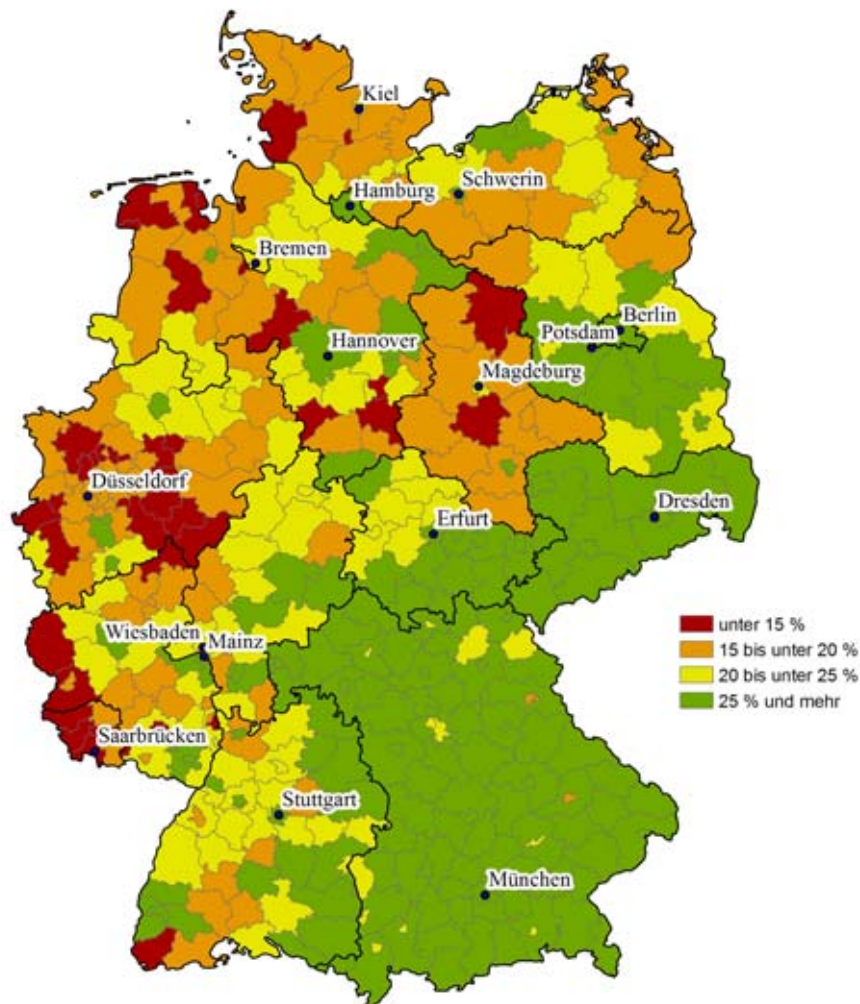 Kiel
Hamburg
Schwerin
Bremen
Berlin
Potsdam
Hannover
Magdeburg
Düsseldorf
Dresden
Erfurt
Wiesbaden
Mainz
unter 15 %
15 bis unter 20 %
20 bis unter 25 %
25 % und mehr
Saarbrücken
Stuttgart
München